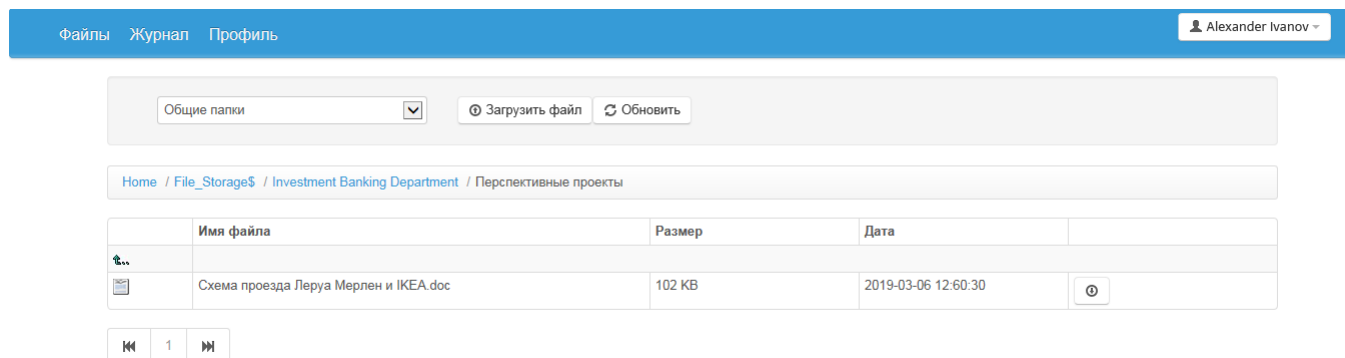 Файлы Журнал Профиль Alexander Ivanov
Общие папки Загрузить файл Обновить
Home / File_Storage$ / Investment Banking Department / Перспективные проекты
Имя файла Размер Дата
..
Схема проезда Леруа Мерлен и IKEA.doc 102 KB 2019-03-06 12:60:30
1